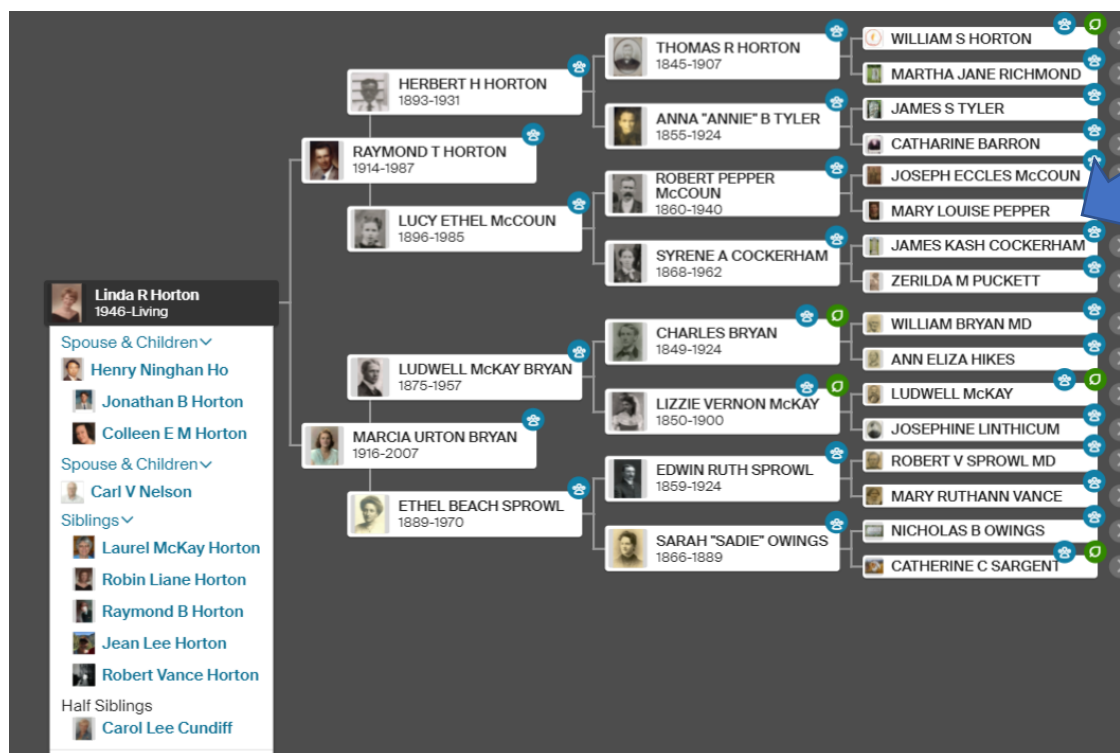 Linda R Horton
1946-Living
Spouse & Children
Henry Ninghan Ho
Jonathan B Horton
Colleen E M Horton
Spouse & Children
Carl V Nelson
Siblings
Laurel McKay Horton
Robin Liane Horton
Raymond B Horton
Jean Lee Horton
Robert Vance Horton
Half Siblings
Carol Lee Cundiff
RAYMOND T HORTON
1914-1987
MARCIA URTON BRYAN
1916-2007
HERBERT H HORTON
1893-1931
LUCY ETHEL McCOUN
1896-1985
LUDWELL McKAY BRYAN
1875-1957
ETHEL BEACH SPROWL
1889-1970
THOMAS R HORTON
1845-1907
ANNA "ANNIE" B TYLER
1855-1924
ROBERT PEPPER
McCOUN
1860-1940
SYRENE A COCKERHAM
1868-1962
CHARLES BRYAN
1849-1924
LIZZIE VERNON McKAY
1850-1900
EDWIN RUTH SPROWL
1859-1924
SARAH "SADIE" OWINGS
1866-1889
WILLIAM S HORTON
MARTHA JANE RICHMOND
JAMES S TYLER
CATHARINE BARRON
JOSEPH ECCLES McCOUN
MARY LOUISE PEPPER
JAMES KASH COCKERHAM
ZERILDA M PUCKETT
WILLIAM BRYAN MD
ANN ELIZA HIKES
LUDWELL McKAY
JOSEPHINE LINTHICUM
ROBERT V SPROWL MD
MARY RUTHANN VANCE
NICHOLAS B OWINGS
CATHERINE C SARGENT